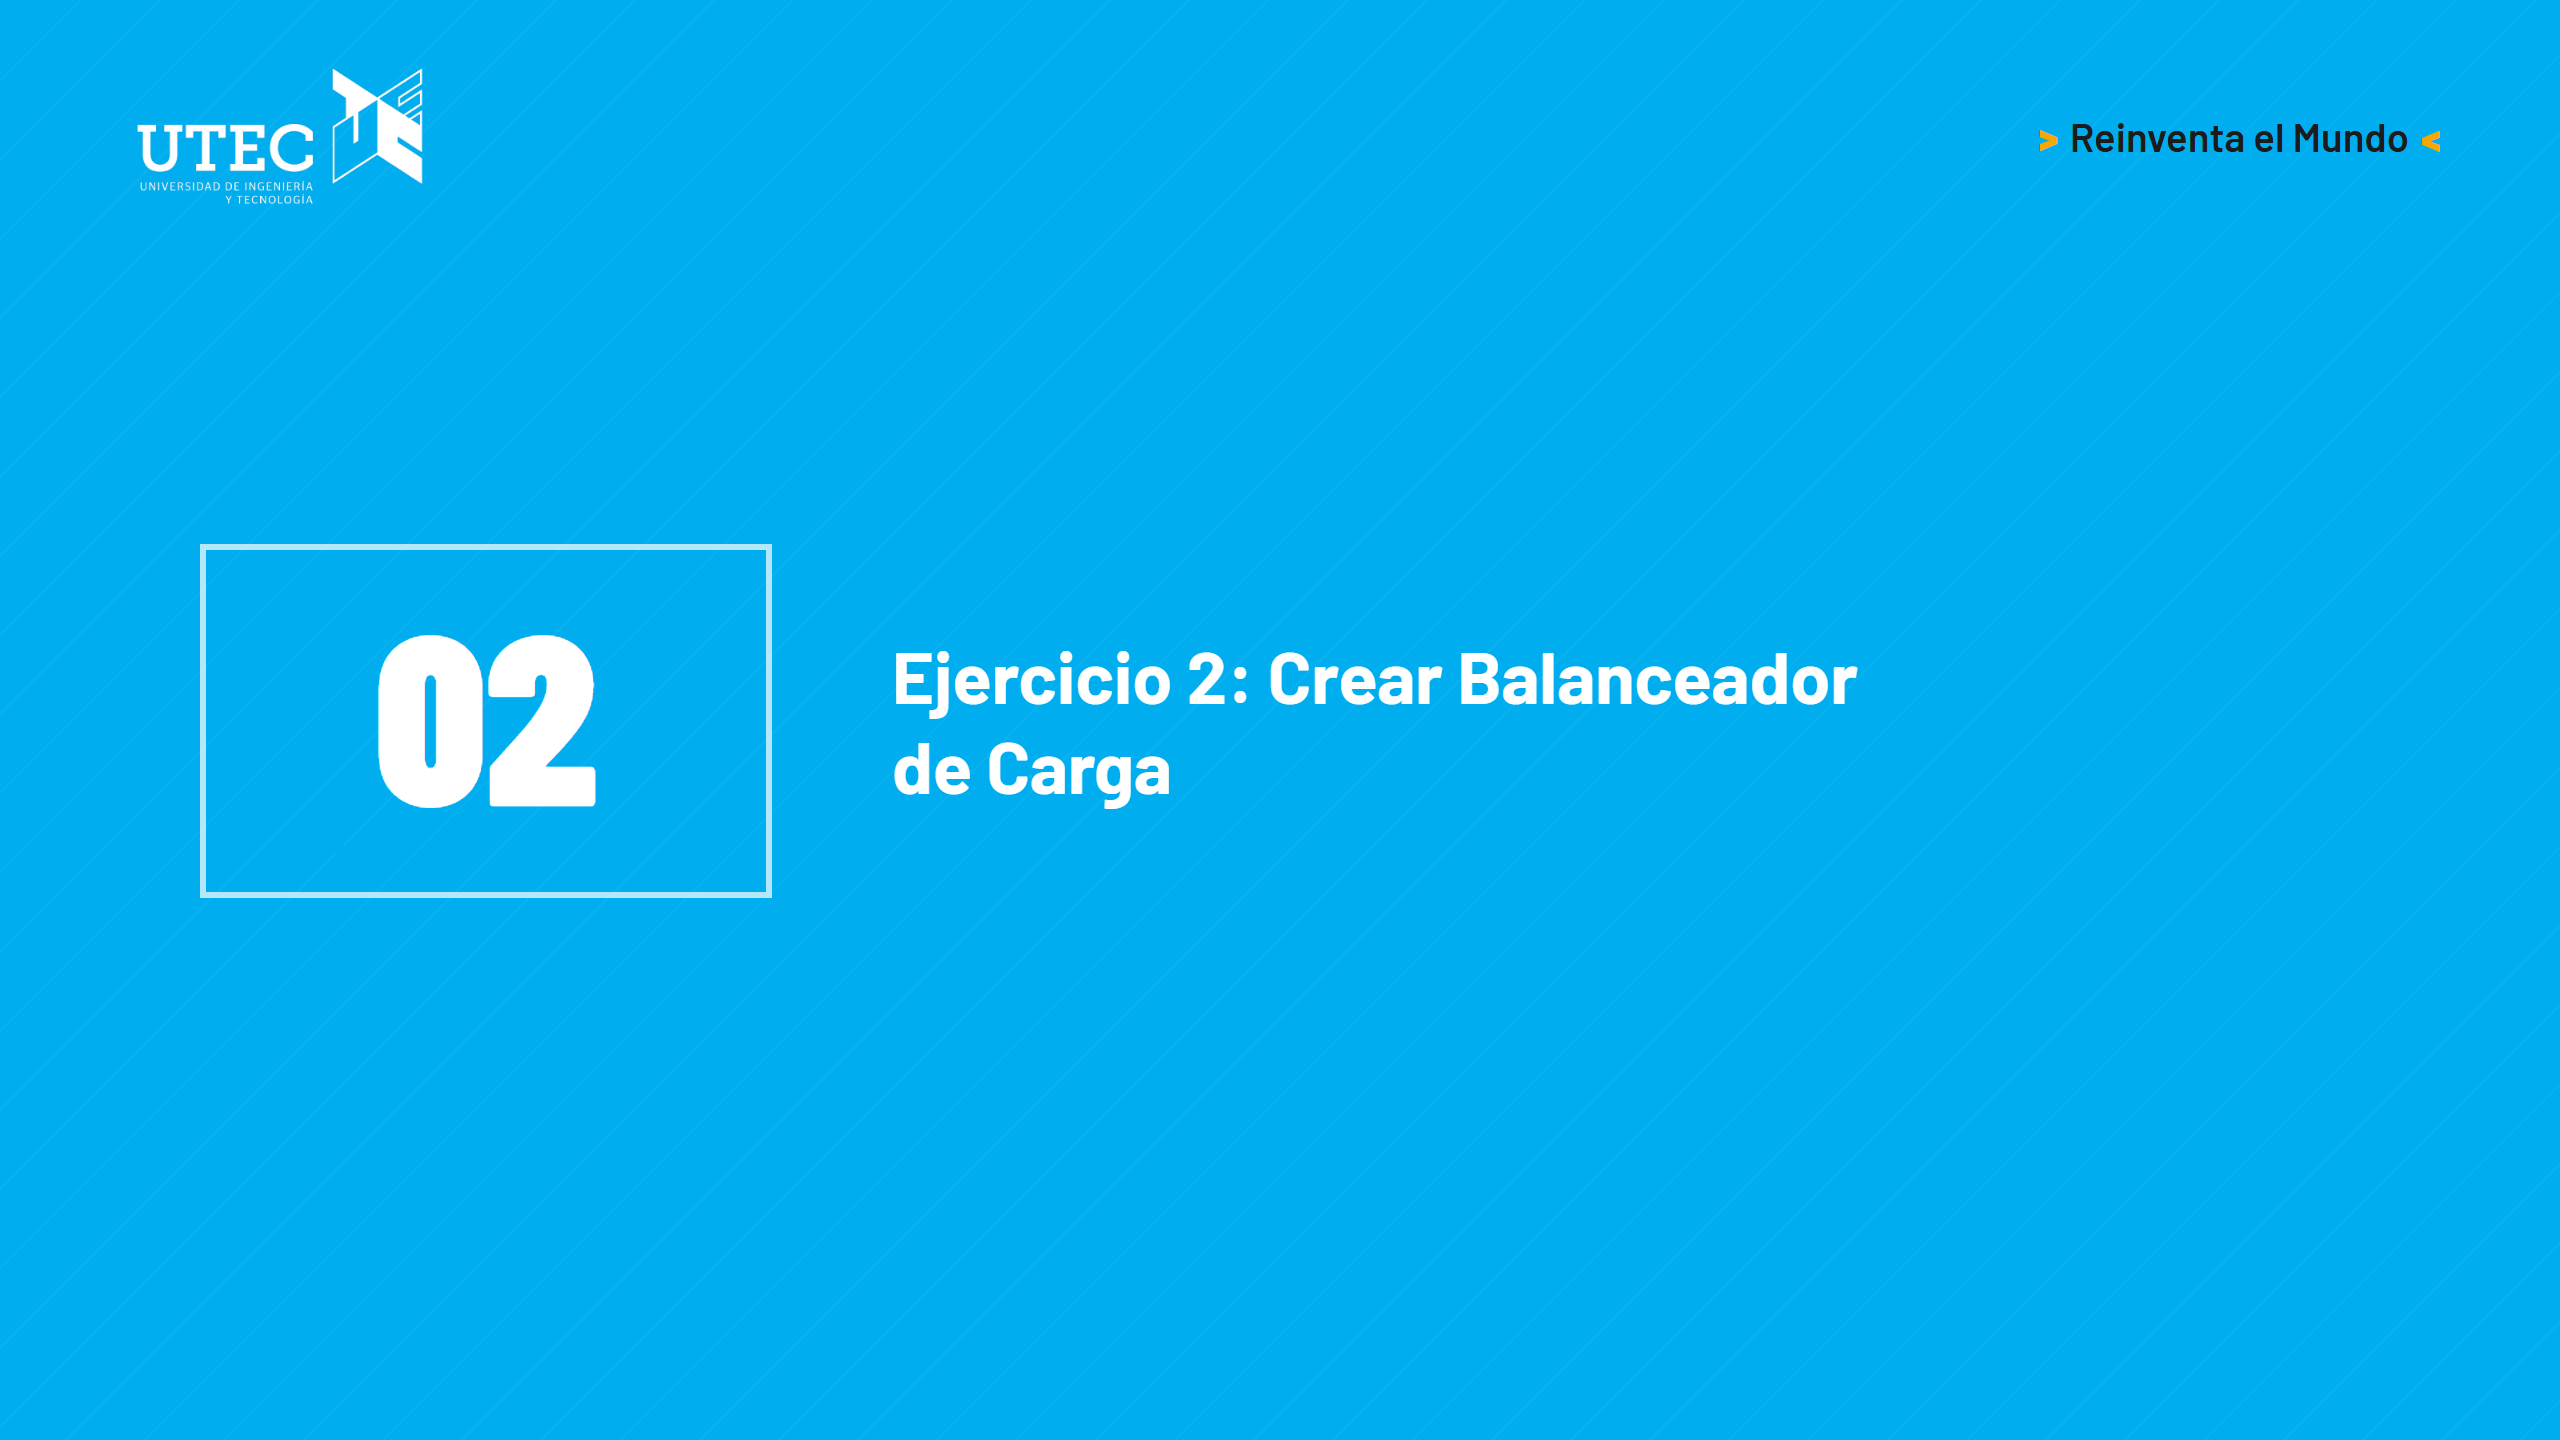 UTEC
UNIVERSIDAD DE INGENIERÍA
Y TECNOLOGÍA
> Reinventa el Mundo <
02
Ejercicio 2: Crear Balanceador
de Carga